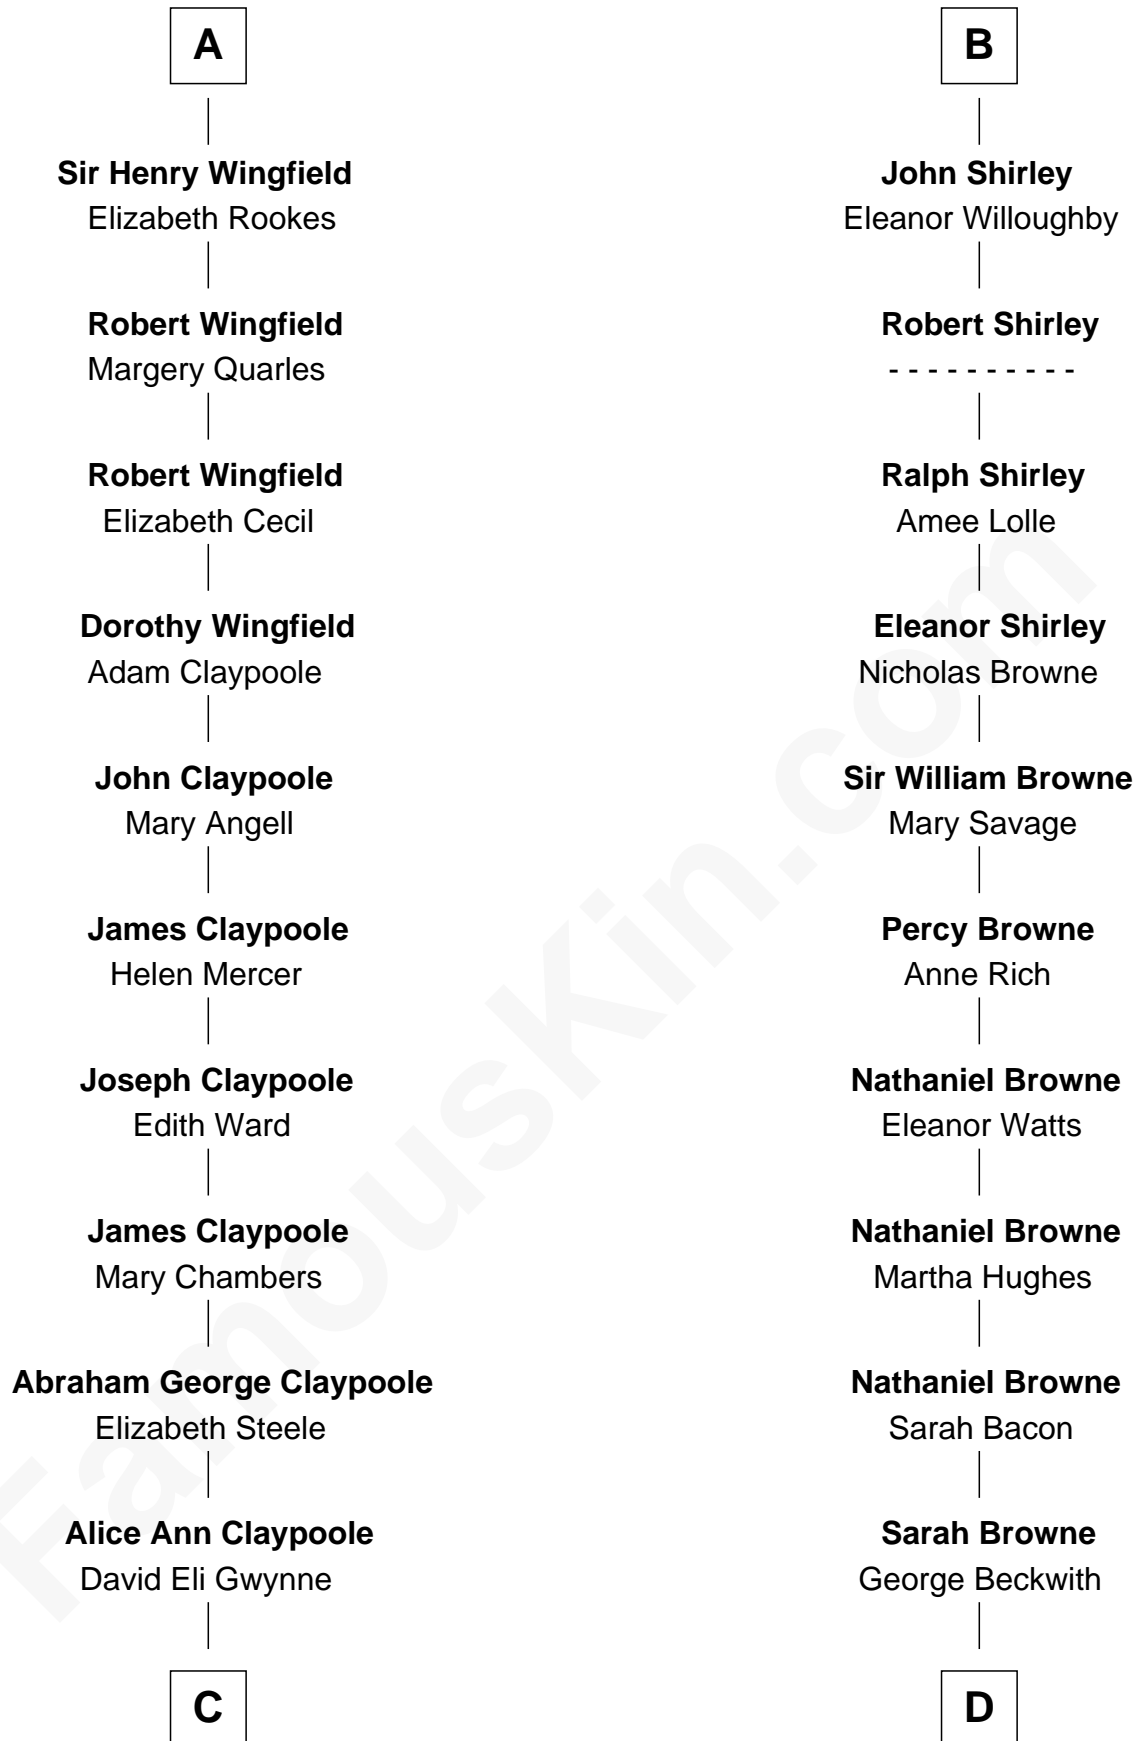 A
Sir Henry Wingfield
Elizabeth Rookes
Robert Wingfield
Margery Quarles
Robert Wingfield
Elizabeth Cecil
Dorothy Wingfield
Adam Claypoole
John Claypoole
Mary Angell
James Claypoole
Helen Mercer
Joseph Claypoole
Edith Ward
James Claypoole
Mary Chambers
Abraham George Claypoole
Elizabeth Steele
Alice Ann Claypoole
David Eli Gwynne
C
B
John Shirley
Eleanor Willoughby
Robert Shirley
- - - - - - - - - -
Ralph Shirley
Amee Lolle
Eleanor Shirley
Nicholas Browne
Sir William Browne
Mary Savage
Percy Browne
Anne Rich
Nathaniel Browne
Eleanor Watts
Nathaniel Browne
Martha Hughes
Nathaniel Browne
Sarah Bacon
Sarah Browne
George Beckwith
D
FamousKin.com